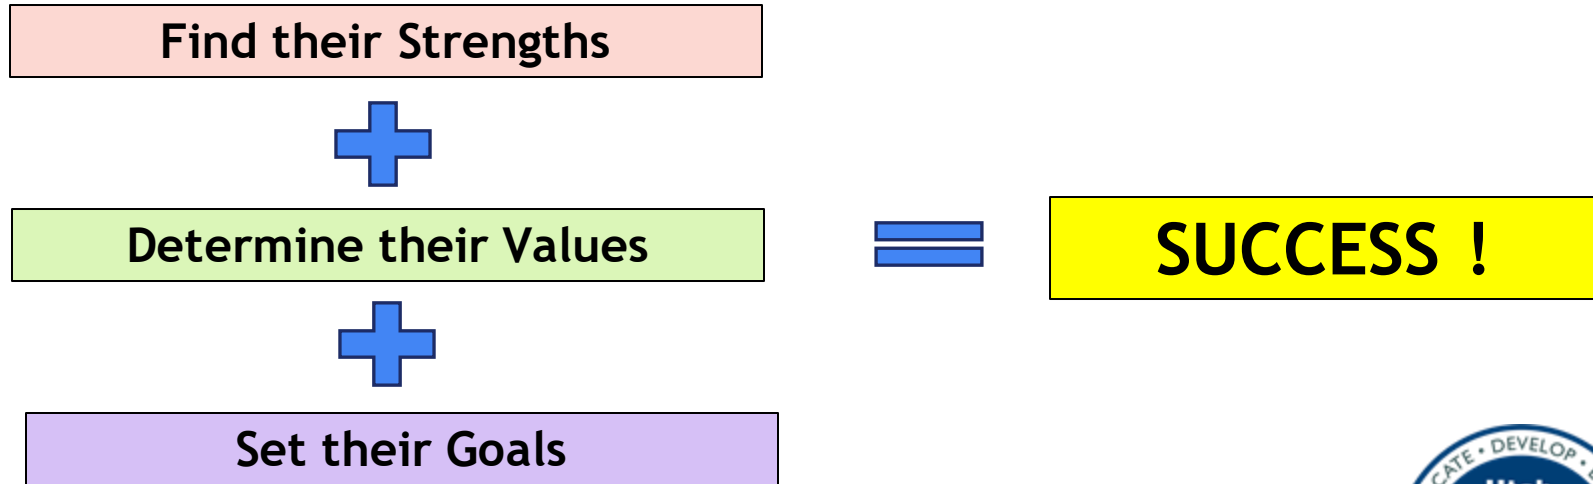 Find their Strengths
Determine their Values
SUCCESS !
Set their Goals
DEVELOP